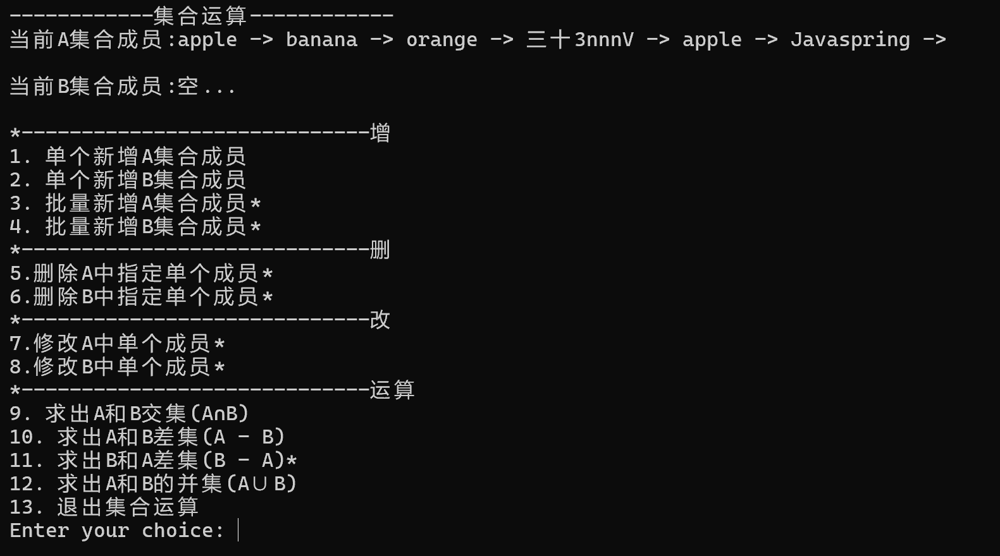 ------------集合运算------------
当前A集合成员:apple -> banana -> orange -> 三十3nnnV -> apple -> Javaspring ->
当前B集合成员:空...
*-----------------------------增
1. 单个新增A集合成员
2. 单个新增B集合成员
3. 批量新增A集合成员*
4. 批量新增B集合成员*
*-----------------------------删
5.删除A中指定单个成员*
6.删除B中指定单个成员*
*-----------------------------改
7.修改A中单个成员*
8.修改B中单个成员*
*-----------------------------运算
9. 求出A和B交集(A∩B)
10. 求出A和B差集(A - B)
11. 求出B和A差集(B - A)*
12. 求出A和B的并集(A∪B)
13. 退出集合运算
Enter your choice: